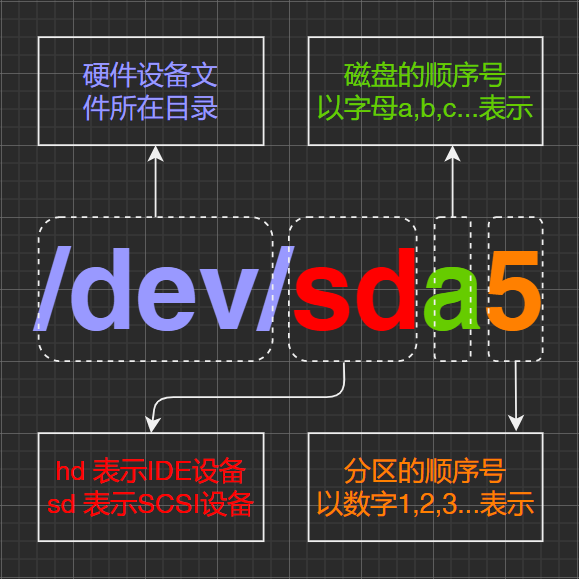 硬件设备文
件所在目录
磁盘的顺序号
以字母a,b,c...表示
/dev/sda5
hd 表示IDE设备
sd 表示SCSI设备
分区的顺序号
以数字1,2,3...表示